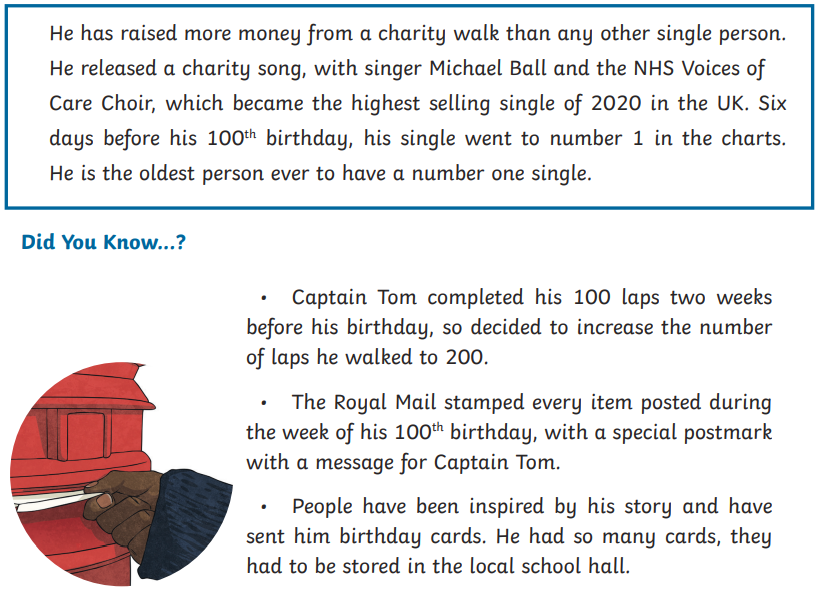 He has raised more money from a charity walk than any other single person.
He released a charity song, with singer Michael Ball and the NHS Voices of
Care Choir, which became the highest selling single of 2020 in the UK. Six
days before his 100th birthday, his single went to number 1 in the charts.
He is the oldest person ever to have a number one single.
Did You Know...?
• Captain Tom completed his 100 laps two weeks
before his birthday, so decided to increase the number
of laps he walked to 200.
• The Royal Mail stamped every item posted during
the week of his 100th birthday, with a special postmark
with a message for Captain Tom.
• People have been inspired by his story and have
sent him birthday cards. He had so many cards, they
had to be stored in the local school hall.